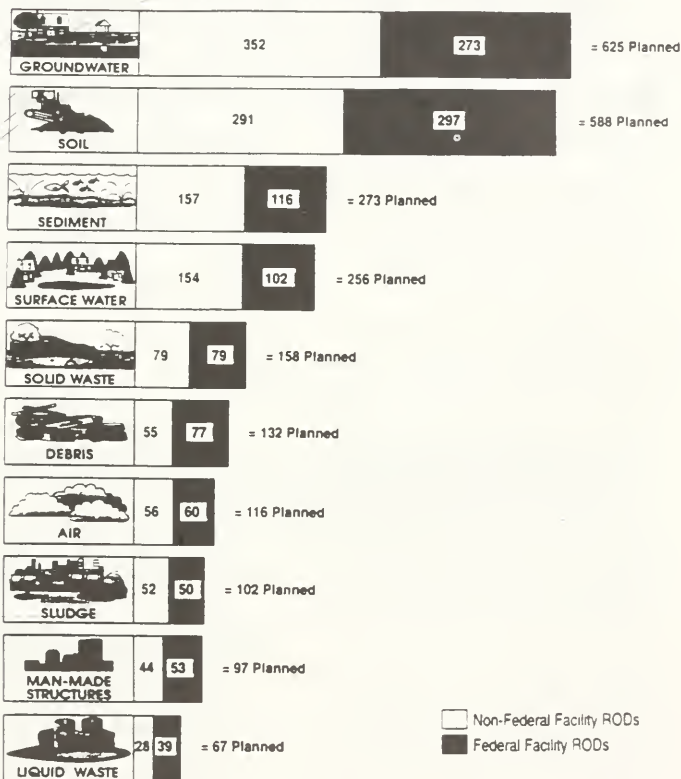 352 273 = 625 Planned
GROUNDWATER
291 297 = 588 Planned
SOIL
157 116 = 273 Planned
SEDIMENT
154 102 = 256 Planned
SURFACE WATER
79 79 = 158 Planned
SOLID WASTE
55 77 = 132 Planned
DEBRIS
56 60 = 116 Planned
AIR
52 50 = 102 Planned
SLUDGE
44 53 = 97 Planned
MAN-MADE
STRUCTURES
Non-Federal Facility RODs
Federal Facility RODs
28 39 = 67 Planned
LIQUID WASTE